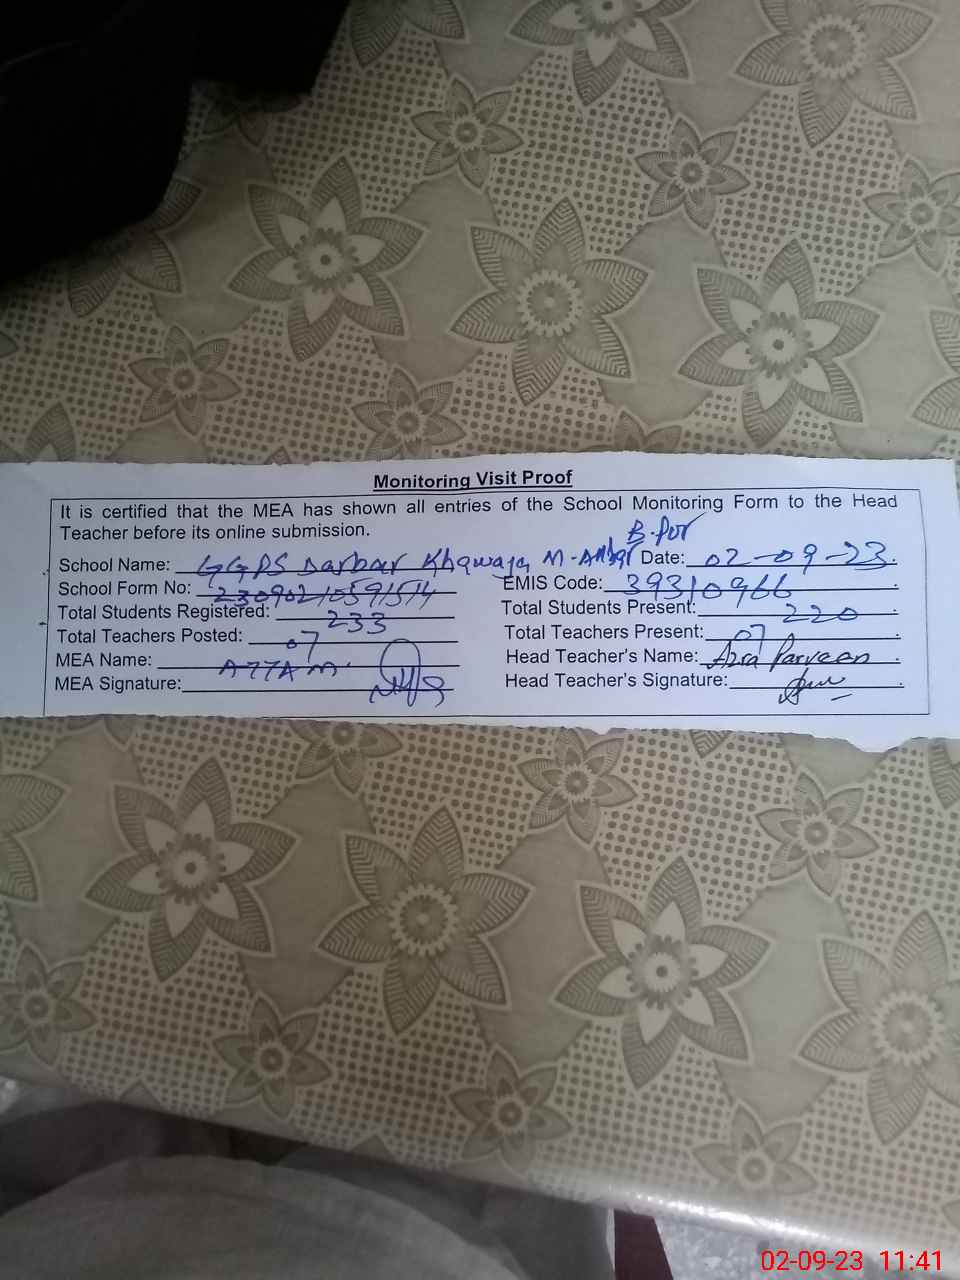 Monitoring Visit Proof
It is certified that the MEA has shown all entries of the School Monitoring Form to the Head
Teacher before its online submission.
B.Pur
School Name: GGPS Darbar Khawaja M-Akbar Date: 02-09-23.
School Form No: 230902105915 14 EMIS Code: 39310966
Total Students Registered: 233 Total Students Present: 220
Total Teachers Posted: 07 Total Teachers Present: 07
MEA Name: Head Teacher's Name: Azra Parveen
MEA Signature: Head Teacher's Signature:
02-09-23 11:41